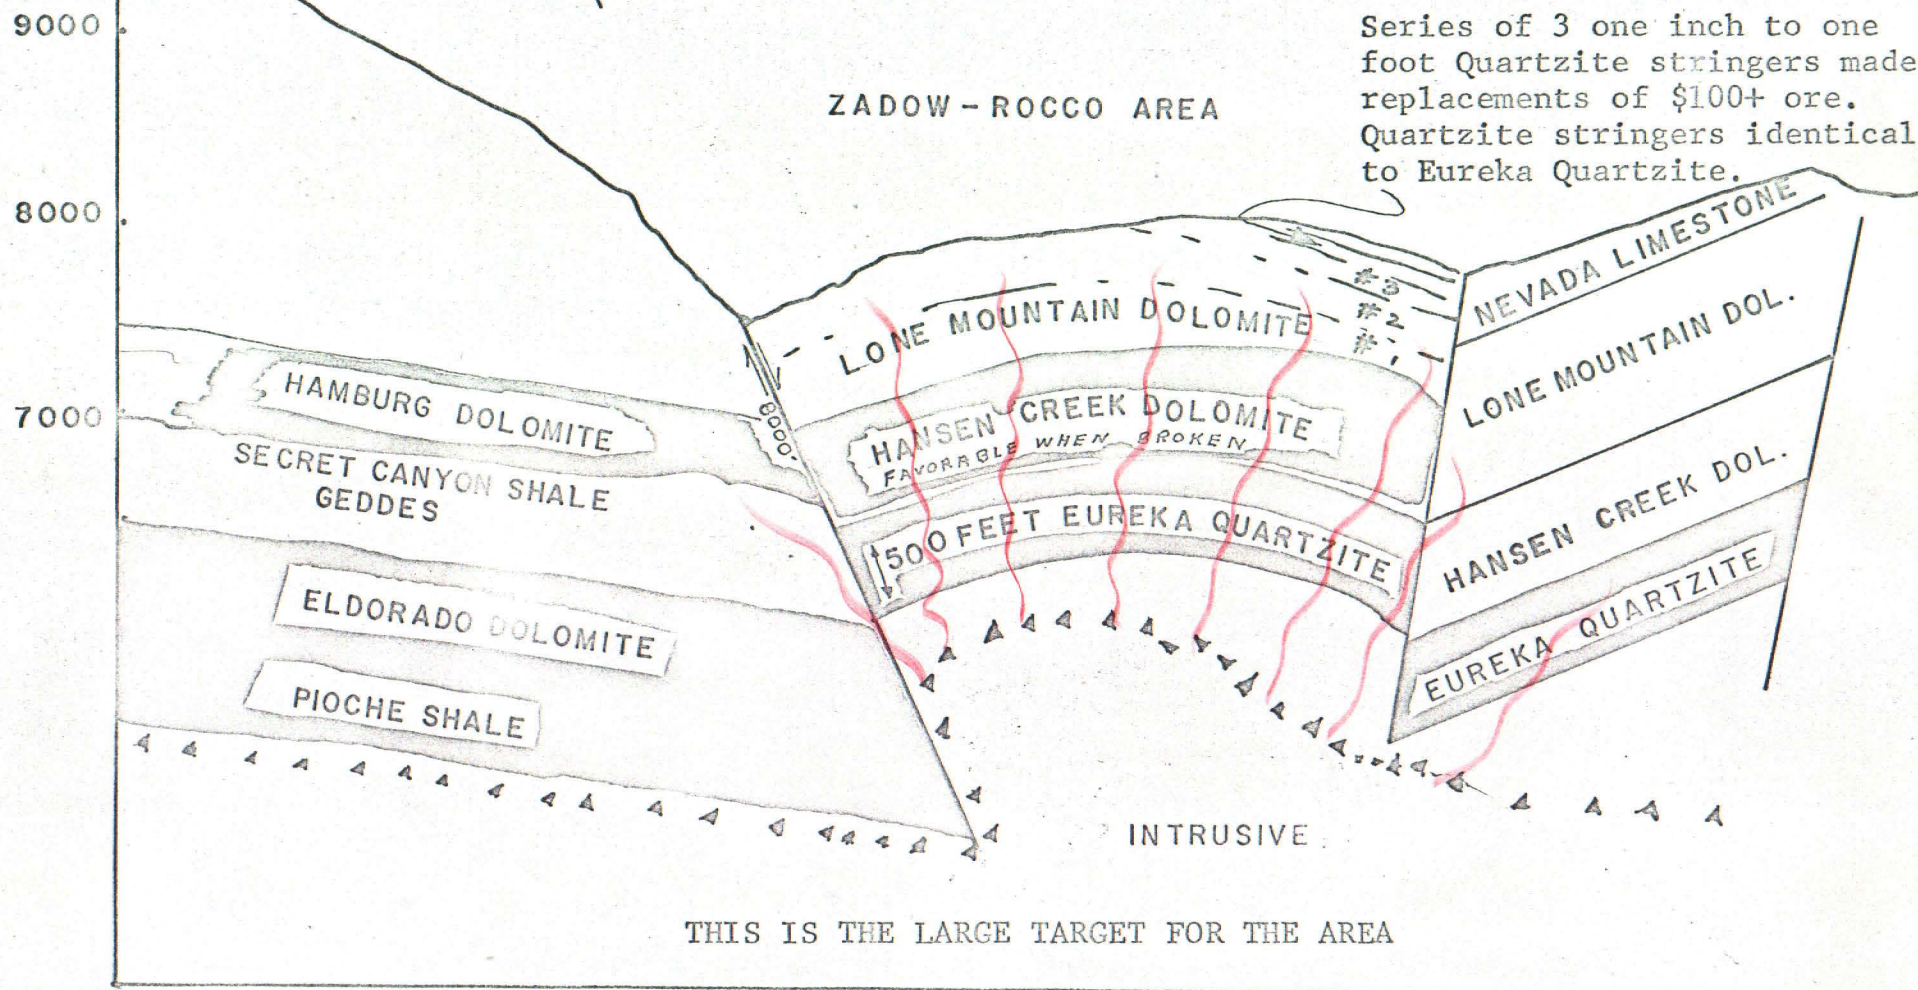 9000
Series of 3 one inch to one
foot Quartzite stringers made
replacements of $100+ ore.
Quartzite stringers identical
to Eureka Quartzite.
ZADOW-ROCCO AREA
8000
NEVADA LIMESTONE
#3
#2
#1
LONE MOUNTAIN DOLOMITE
LONE MOUNTAIN DOL.
7000
HAMBURG DOLOMITE
8000'
HANSEN CREEK DOLOMITE
FAVORABLE WHEN BROKEN
SECRET CANYON SHALE
GEDDES
HANSEN CREEK DOL.
500 FEET EUREKA QUARTZITE
EUREKA QUARTZITE
ELDORADO DOLOMITE
PIOCHE SHALE
INTRUSIVE
THIS IS THE LARGE TARGET FOR THE AREA